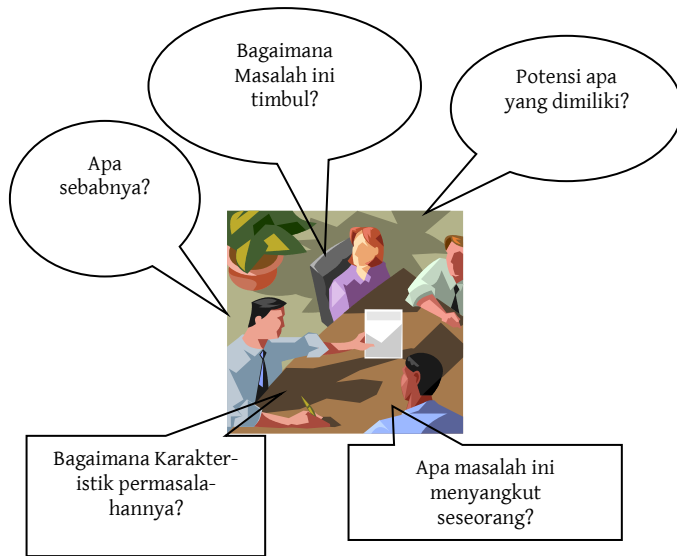 Bagaimana
Masalah ini
timbul?
Potensi apa
yang dimiliki?
Apa
sebabnya?
Bagaimana Karakter-
istik permasala-
hannya?
Apa masalah ini
menyangkut
seseorang?